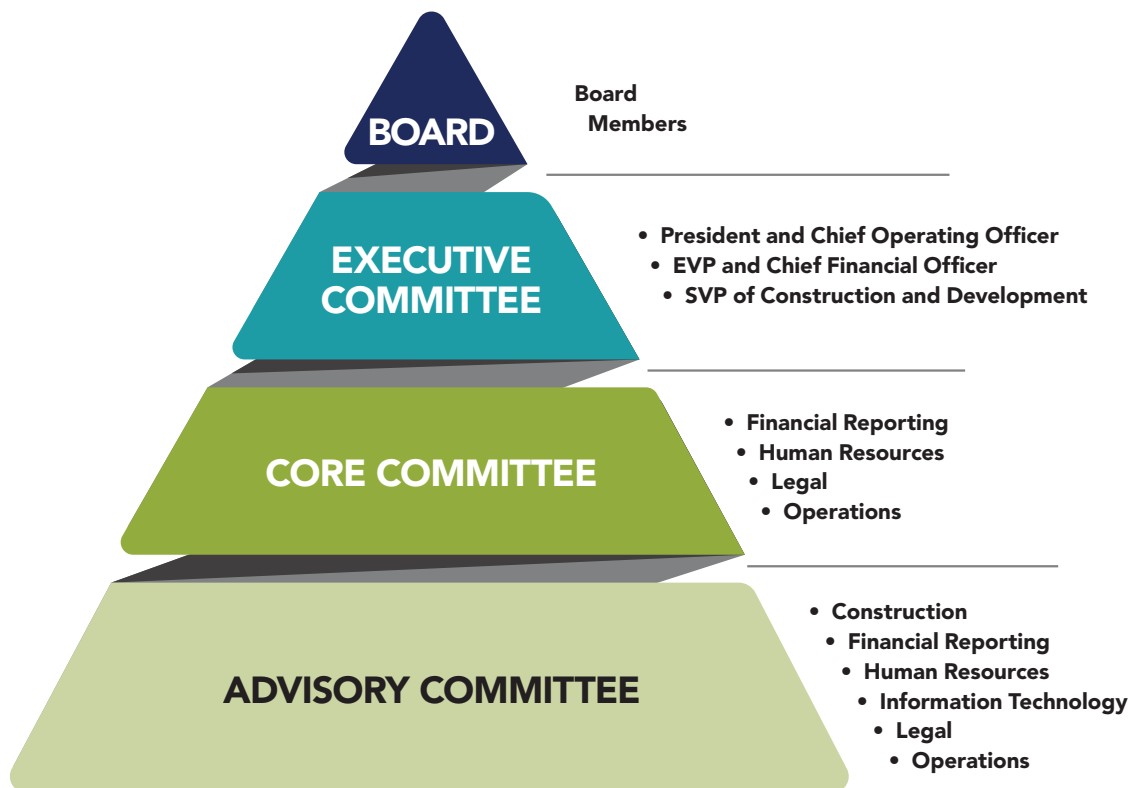 BOARD
Board
Members
EXECUTIVE
COMMITTEE
• President and Chief Operating Officer
• EVP and Chief Financial Officer
• SVP of Construction and Development
CORE COMMITTEE
• Financial Reporting
• Human Resources
• Legal
• Operations
ADVISORY COMMITTEE
• Construction
• Financial Reporting
• Human Resources
• Information Technology
• Legal
• Operations